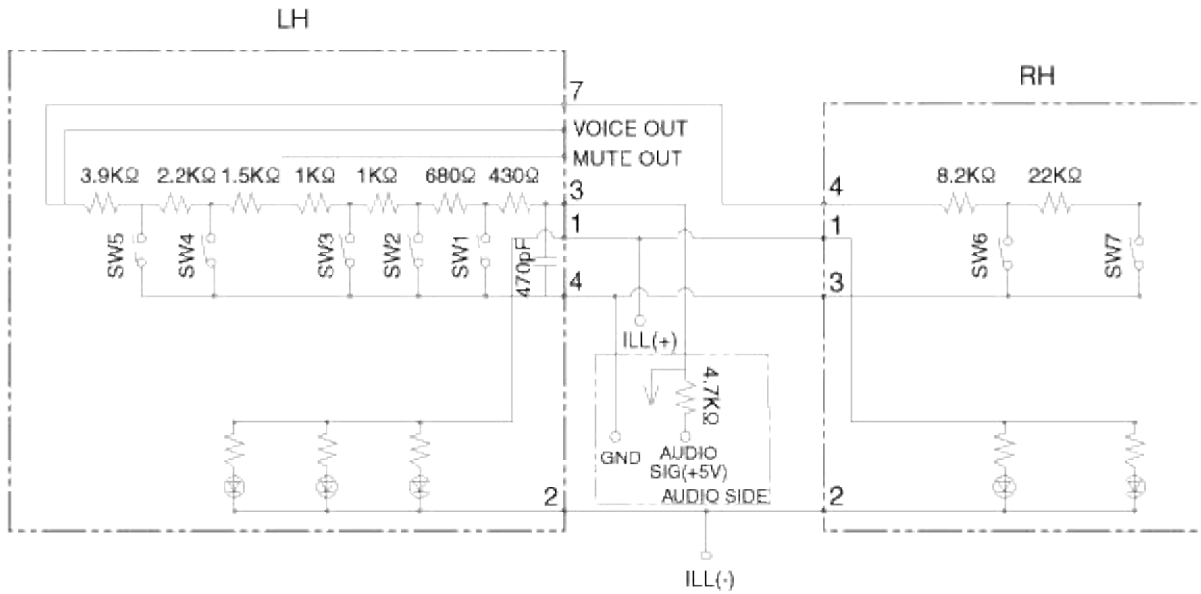 LH
RH
7
VOICE OUT
MUTE OUT
3.9KΩ 2.2KΩ 1.5KΩ 1KΩ 1KΩ 680Ω 430Ω
3
1
4
SW5
SW4
SW3
SW2
SW1
470pF
4
8.2KΩ 22KΩ
1
3
SW6
SW7
ILL(+)
4.7KΩ
GND
AUDIO
SIG(+5V)
AUDIO SIDE
2
2
ILL(-)